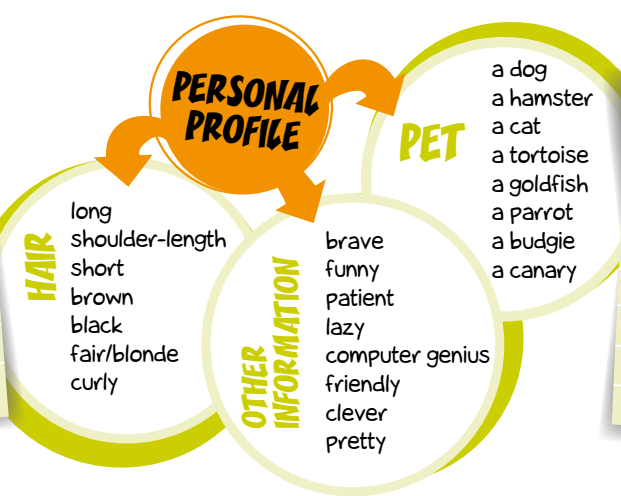 PERSONAL
PROFILE
HAIR
long
shoulder-length
short
brown
black
fair/blonde
curly
OTHER
INFORMATION
brave
funny
patient
lazy
computer genius
friendly
clever
pretty
PET
a dog
a hamster
a cat
a tortoise
a goldfish
a parrot
a budgie
a canary